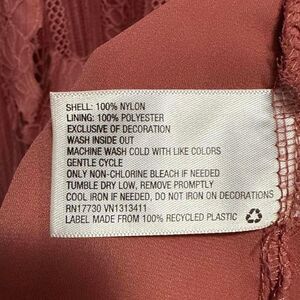 SHELL: 100% NYLON
LINING: 100% POLYESTER
EXCLUSIVE OF DECORATION
WASH INSIDE OUT
MACHINE WASH COLD WITH LIKE COLORS
GENTLE CYCLE
ONLY NON-CHLORINE BLEACH IF NEEDED
TUMBLE DRY LOW, REMOVE PROMPTLY
COOL IRON IF NEEDED, DO NOT IRON ON TRIM
RN17730 VN1313411
LABEL MADE FROM 100% RECYCLED PLASTIC